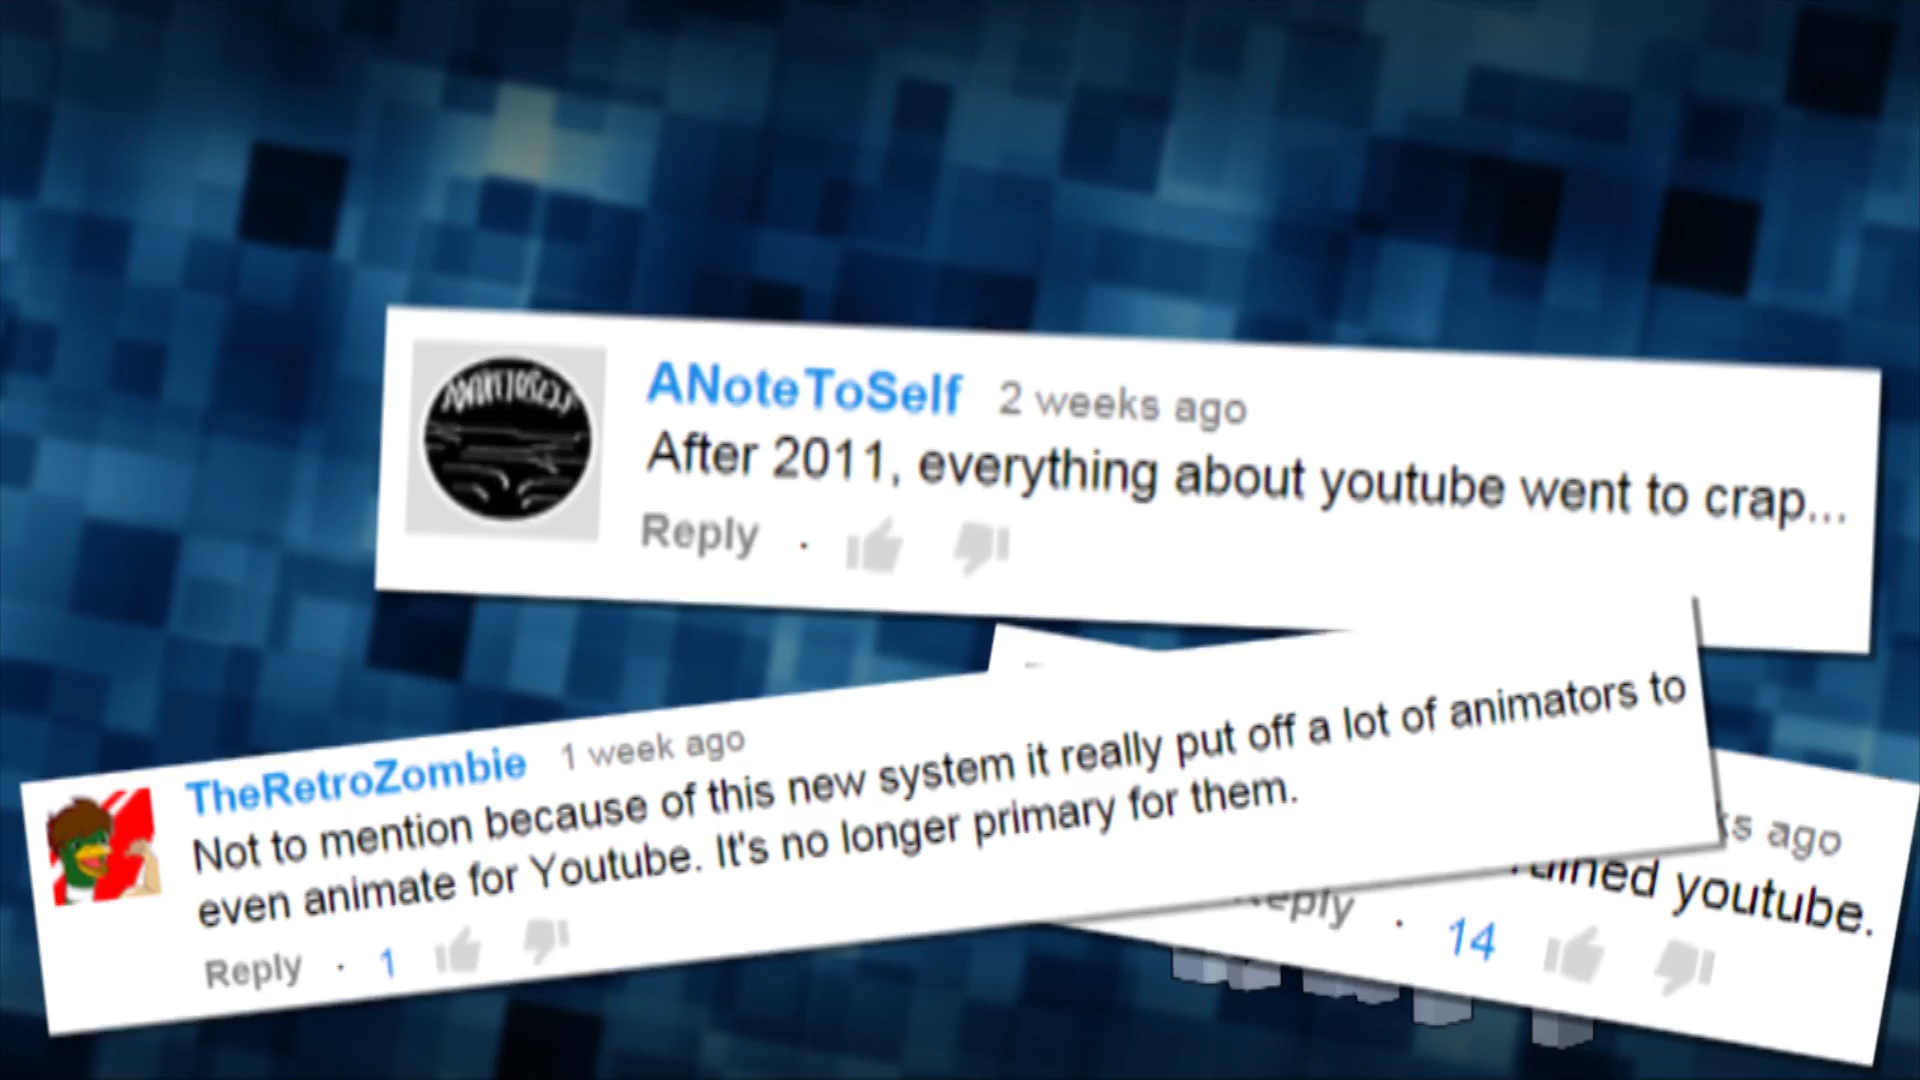 ANoteToSelf 2 weeks ago
After 2011, everything about youtube went to crap...
Reply ·
TheRetroZombie 1 week ago
Not to mention because of this new system it really put off a lot of animators to
even animate for Youtube. It's no longer primary for them.
Reply · 1
ago
youtube.
· 14